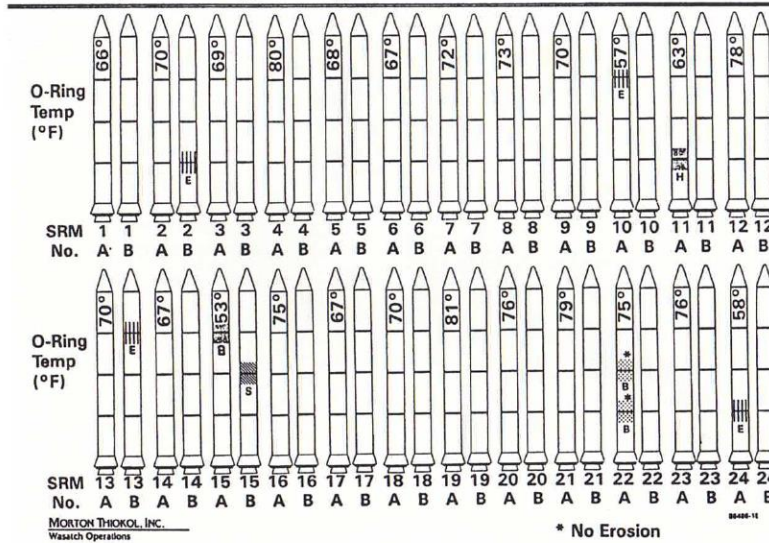 66° 70° 69° 80° 68° 67° 72° 73° 70° 57° 63° 78°
O-Ring
Temp
(°F)
E
E
H
SRM 1 1 2 2 3 3 4 4 5 5 6 6 7 7 8 8 9 9 10 10 11 11 12 12
No. A B A B A B A B A B A B A B A B A B A B A B A B
70° 67° 53° 75° 67° 70° 81° 76° 79° 75° 76° 58°
O-Ring
Temp
(°F)
E
B
S
*
B
*
B
E
SRM 13 13 14 14 15 15 16 16 17 17 18 18 19 19 20 20 21 21 22 22 23 23 24 24
No. A B A B A B A B A B A B A B A B A B A B A B A B
MORTON THIOKOL, INC.
Wasatch Operations
* No Erosion